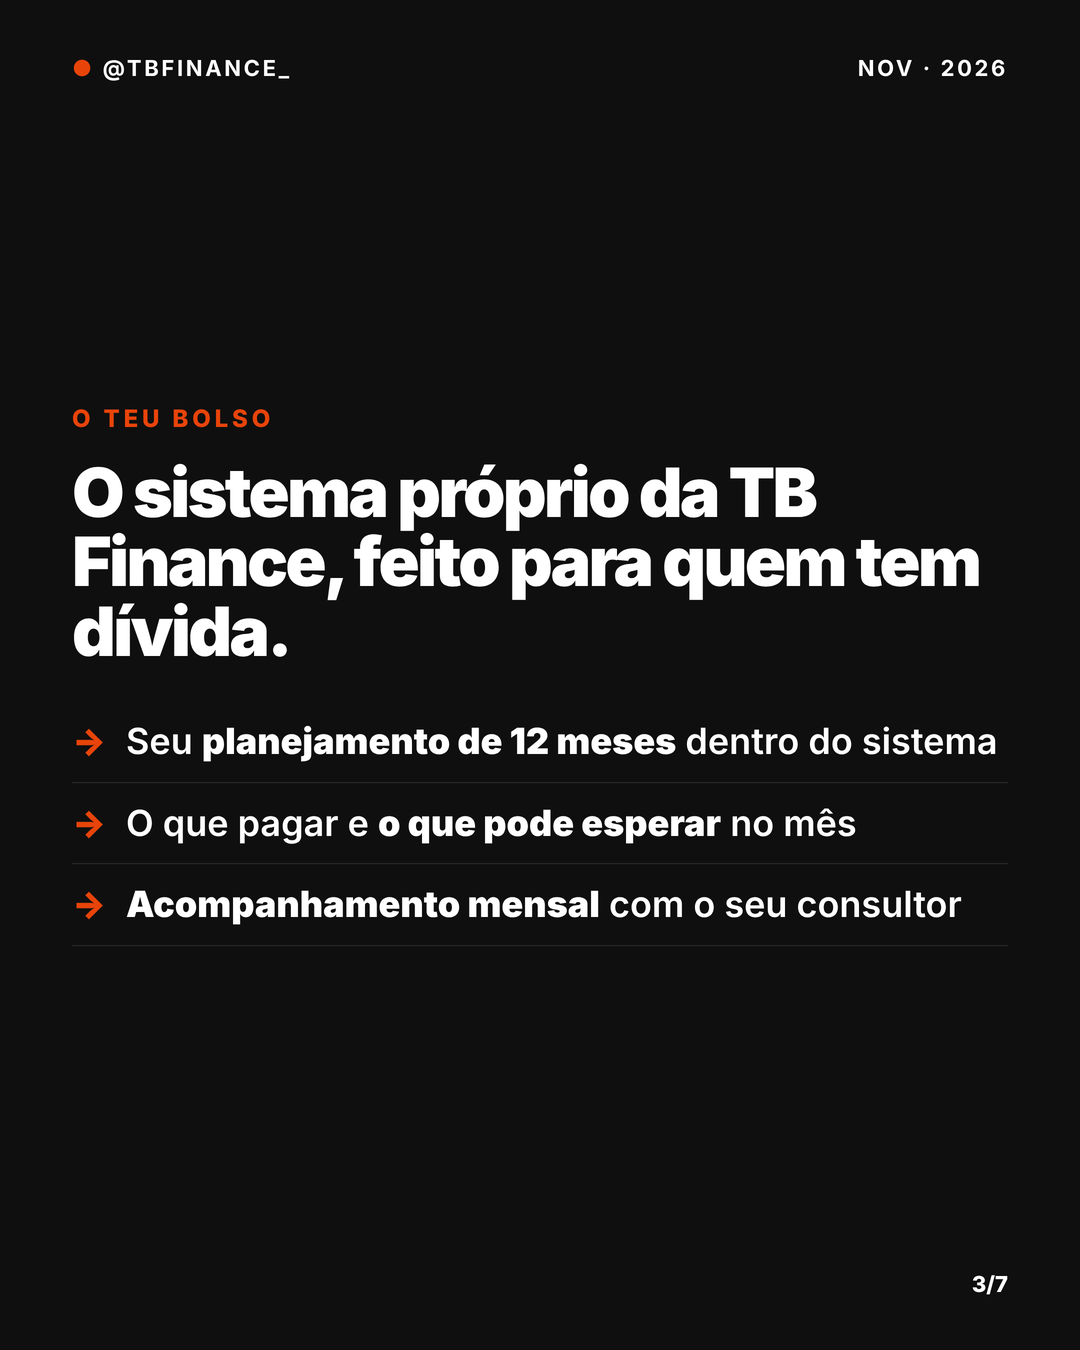 @TBFINANCE_
NOV · 2026
O TEU BOLSO
O sistema próprio da TB
Finance, feito para quem tem
dívida.
→ Seu planejamento de 12 meses dentro do sistema
→ O que pagar e o que pode esperar no mês
→ Acompanhamento mensal com o seu consultor
3/7